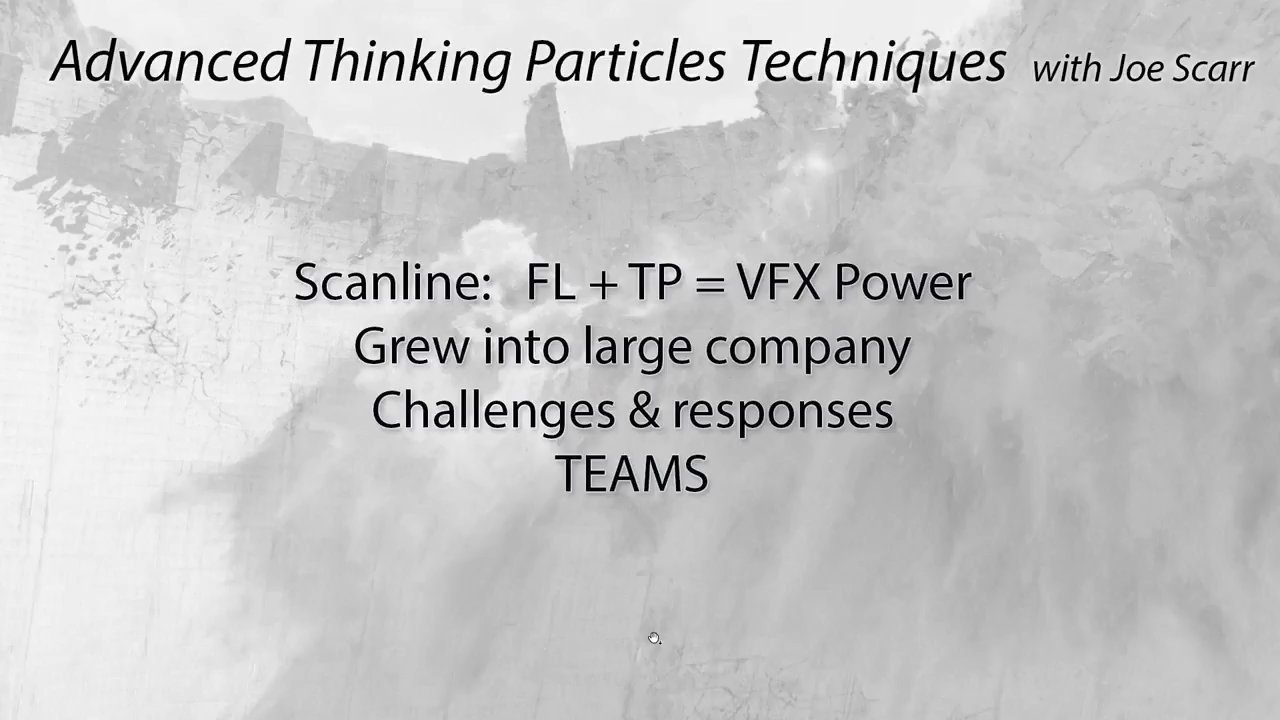 Advanced Thinking Particles Techniques with Joe Scarr
Scanline: FL + TP = VFX Power
Grew into large company
Challenges & responses
TEAMS